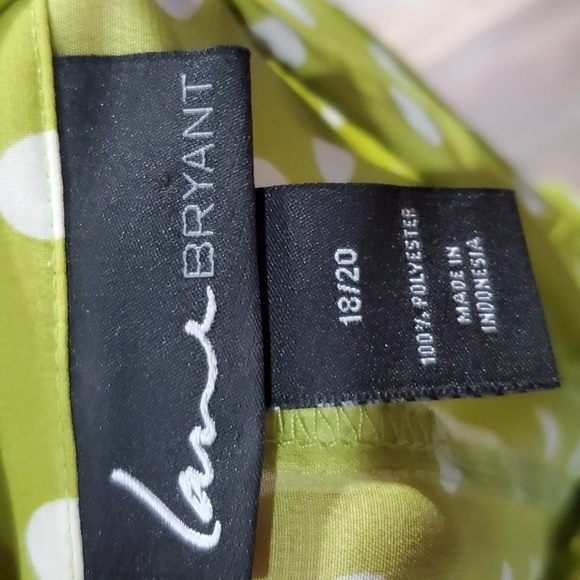 Lane BRYANT
18/20
100% POLYESTER
MADE IN
INDONESIA